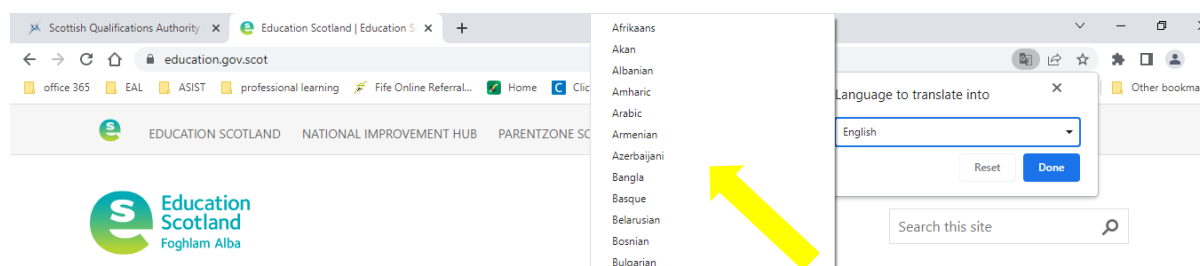 Scottish Qualifications Authority
Education Scotland | Education S
education.gov.scot
office 365 EAL ASIST professional learning Fife Online Referral... Home Clic
Other bookma
EDUCATION SCOTLAND NATIONAL IMPROVEMENT HUB PARENTZONE SC
Education
Scotland
Foghlam Alba
Afrikaans
Akan
Albanian
Amharic
Arabic
Armenian
Azerbaijani
Bangla
Basque
Belarusian
Bosnian
Bulgarian
Language to translate into
English
Reset Done
Search this site